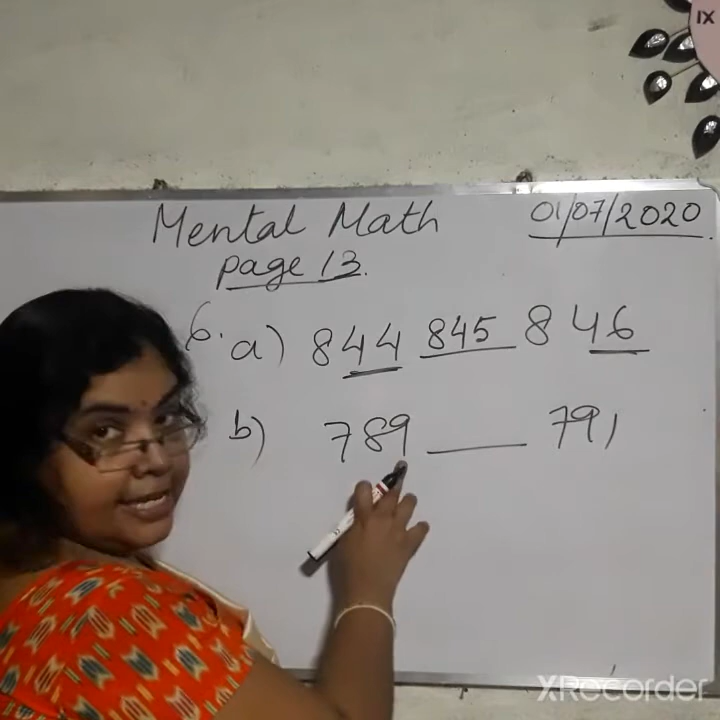 IX
Mental Math 01/07/2020
page 13.
6. a) 844 845 846
b) 789 ___ 791
XRecorder